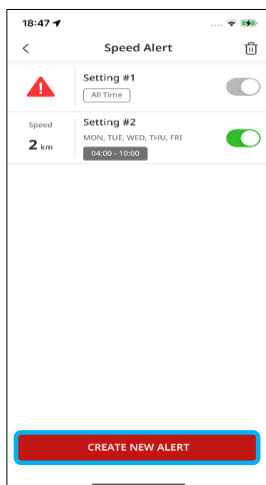 18:47
Speed Alert
Setting #1
All Time
Speed
2 km
Setting #2
MON, TUE, WED, THU, FRI
04:00 - 10:00
CREATE NEW ALERT